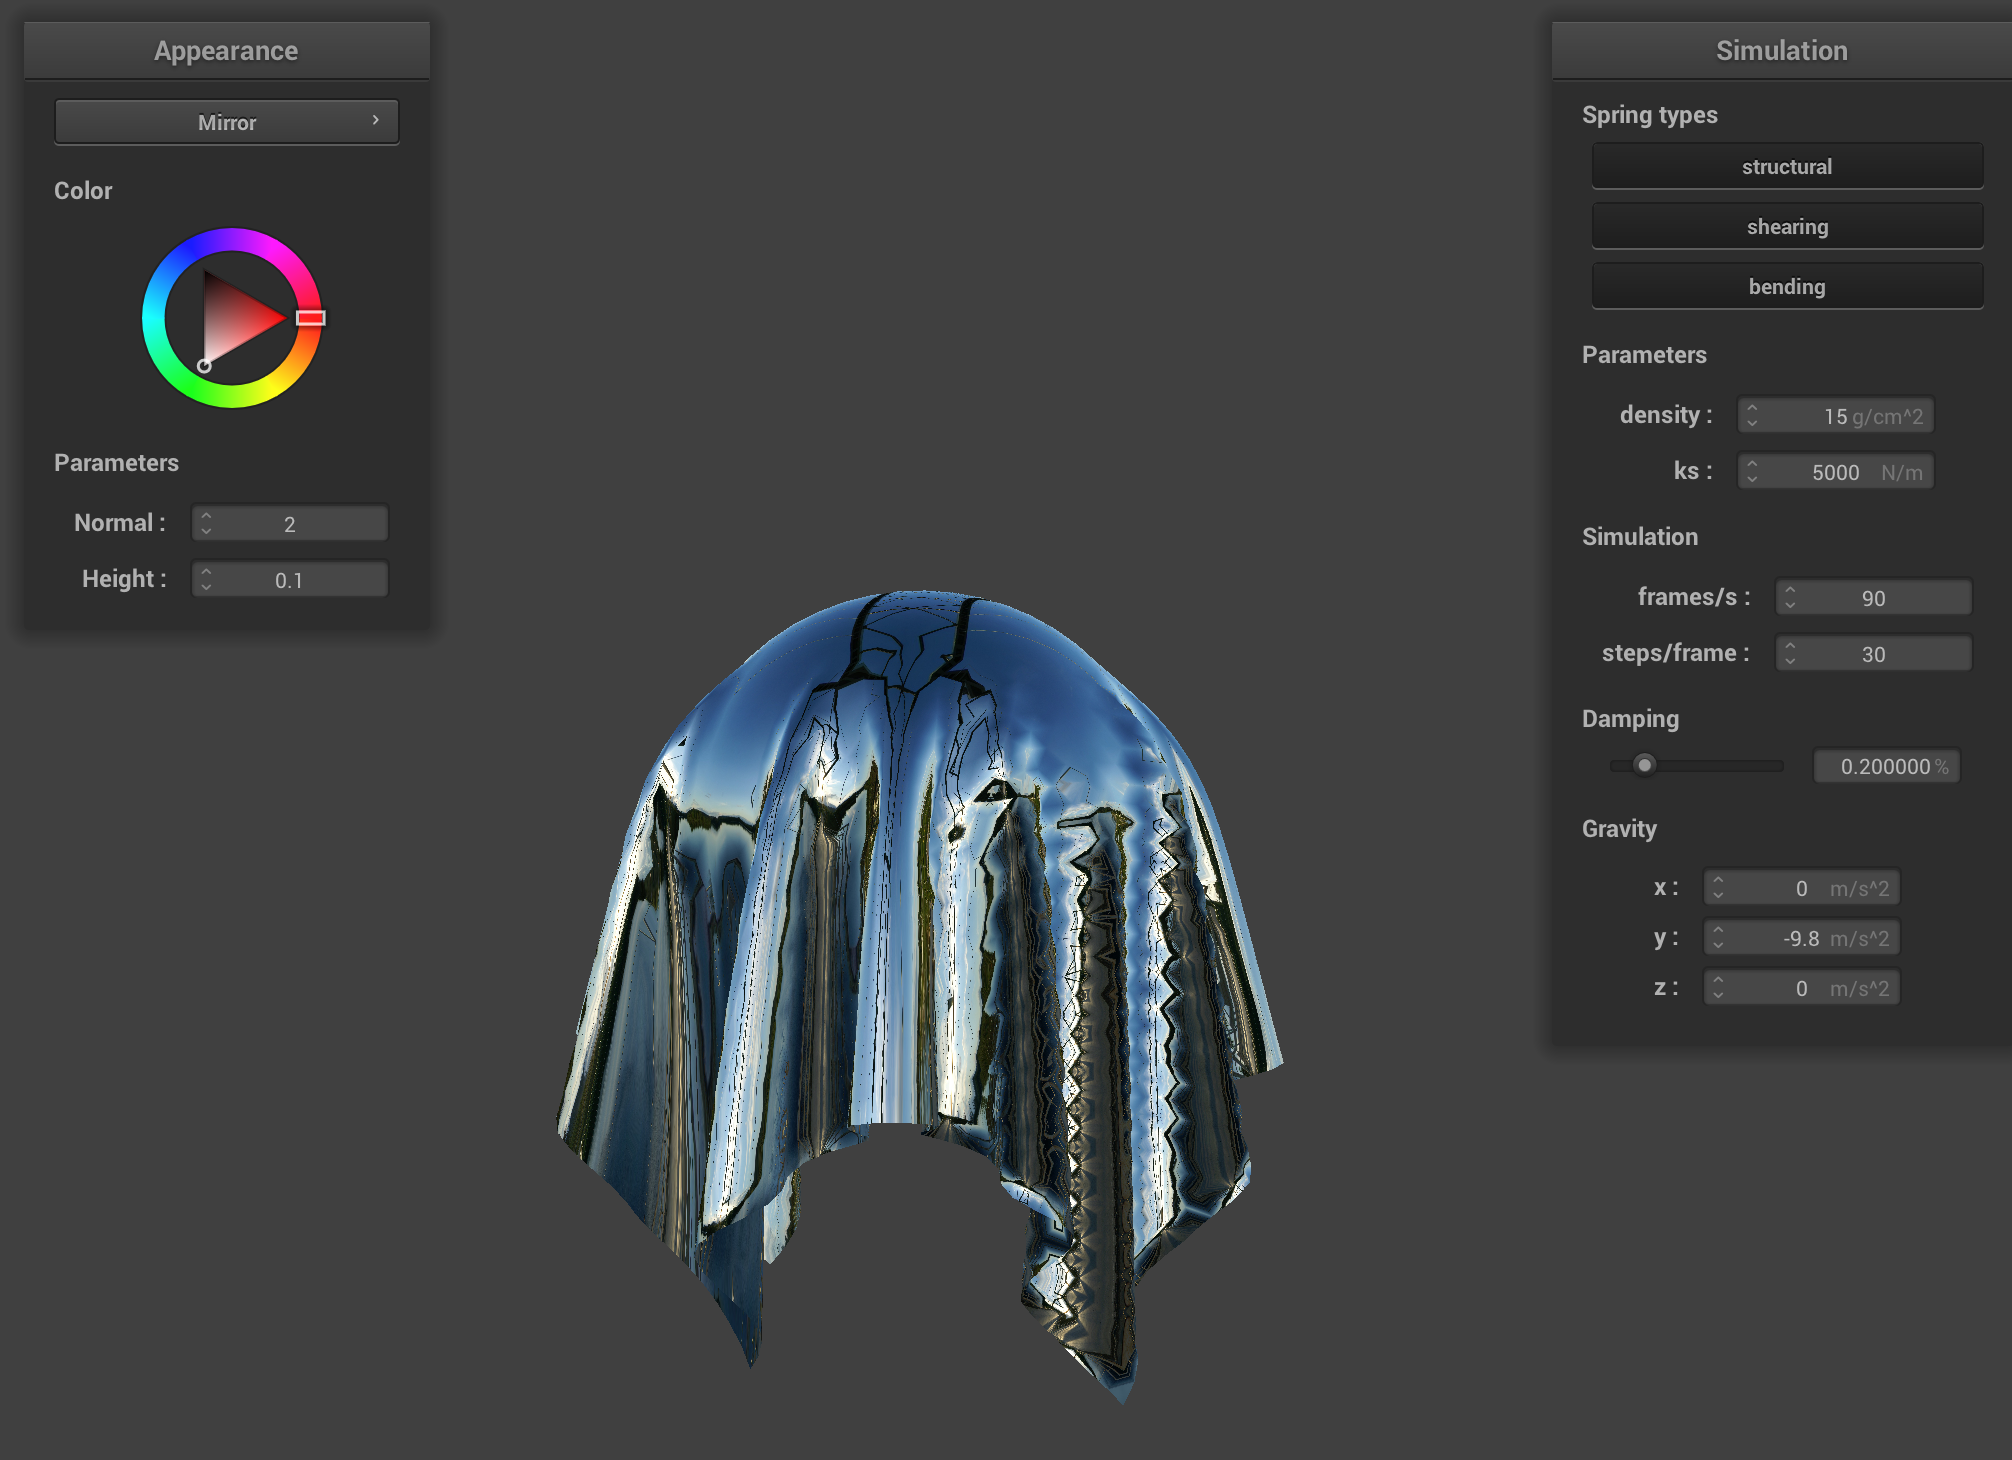 Appearance
Mirror
Color
Parameters
Normal : 2
Height : 0.1
Simulation
Spring types
structural
shearing
bending
Parameters
density : 15 g/cm^2
ks : 5000 N/m
Simulation
frames/s : 90
steps/frame : 30
Damping
0.200000 %
Gravity
x : 0 m/s^2
y : -9.8 m/s^2
z : 0 m/s^2